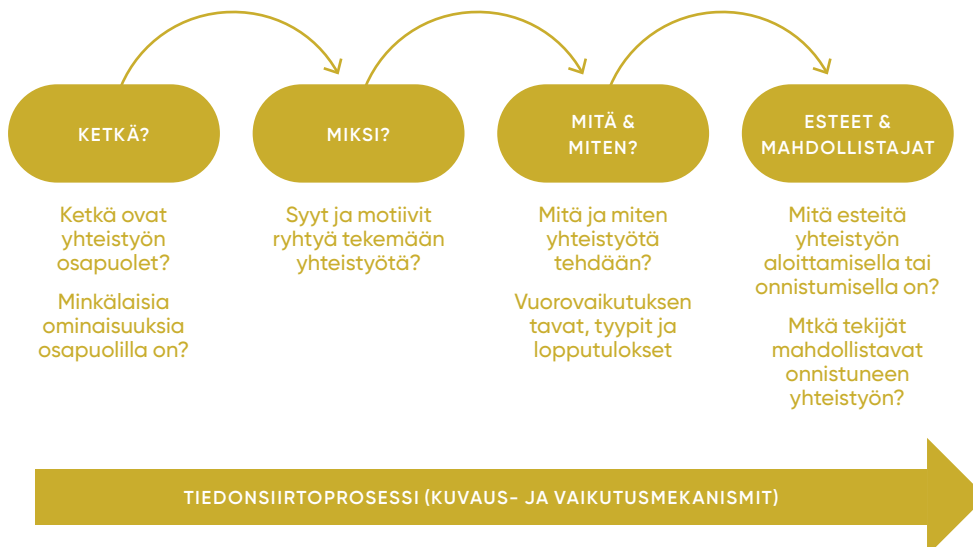 KETKÄ?
Ketkä ovat
yhteistyön
osapuolet?
Minkälaisia
ominaisuuksia
osapuolilla on?
MIKSI?
Syyt ja motiivit
ryhtyä tekemään
yhteistyötä?
MITÄ &
MITEN?
Mitä ja miten
yhteistyötä
tehdään?
Vuorovaikutuksen
tavat, tyypit ja
lopputulokset
ESTEET &
MAHDOLLISTAJAT
Mitä esteitä
yhteistyön
aloittamisella tai
onnistumisella on?
Mtkä tekijät
mahdollistavat
onnistuneen
yhteistyön?
TIEDONSIIRTOPROSESSI (KUVAUS- JA VAIKUTUSMEKANISMIT)